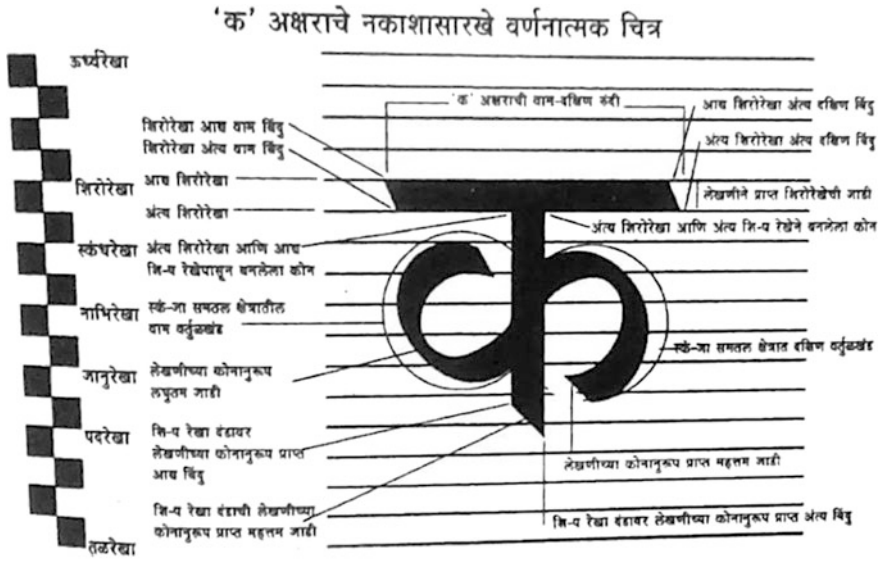 'क' अक्षराचे नकाशासारखे वर्णनात्मक चित्र
ऊर्ध्वरेखा
'क' अक्षराची वाम-दक्षिण रुंदी
आद्य शिरोरेखा अंत्य दक्षिण बिंदु
शिरोरेखा आद्य वाम बिंदु
शिरोरेखा अंत्य वाम बिंदु
अंत्य शिरोरेखा अंत्य दक्षिण बिंदु
शिरोरेखा
आद्य शिरोरेखा
लेखणीने प्राप्त शिरोरेखेची जाडी
अंत्य शिरोरेखा
अंत्य शिरोरेखा आणि अंत्य शि-प रेखेने बनलेला कोन
स्कंधरेखा
अंत्य शिरोरेखा आणि आद्य
शि-प रेखेपासून बनलेला कोन
नाभिरेखा
स्कं-जा समतल क्षेत्रातील
वाम वर्तुळखंड
स्कं-जा समतल क्षेत्रात दक्षिण वर्तुळखंड
जानुरेखा
लेखणीच्या कोनानुरूप
लघुतम जाडी
पदरेखा
शि-प रेखा दंडावर
लेखणीच्या कोनानुरूप प्राप्त
आद्य बिंदु
लेखणीच्या कोनानुरूप प्राप्त महत्तम जाडी
शि-प रेखा दंडाची लेखणीच्या
कोनानुरूप प्राप्त महत्तम जाडी
शि-प रेखा दंडावर लेखणीच्या कोनानुरूप प्राप्त अंत्य बिंदु
तळरेखा
क